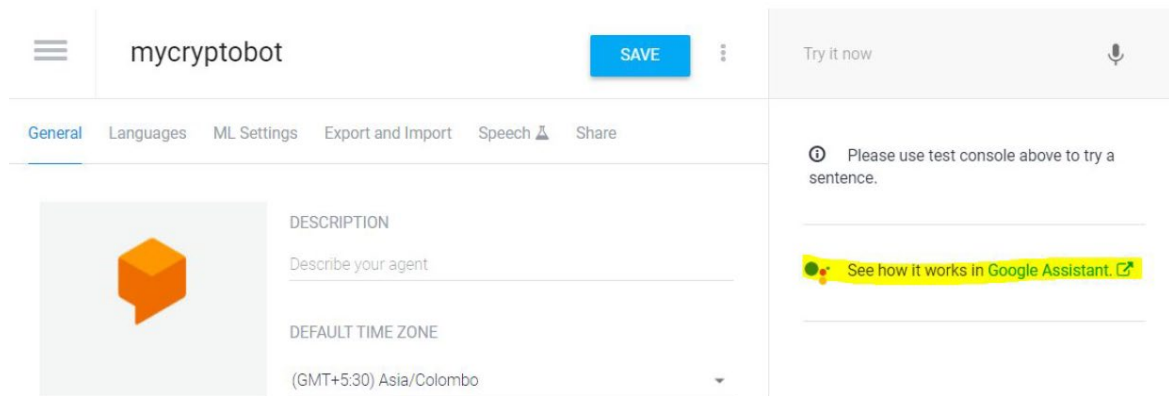 mycryptobot
SAVE
Try it now
General Languages ML Settings Export and Import Speech Share
Please use test console above to try a
sentence.
DESCRIPTION
Describe your agent
See how it works in Google Assistant.
DEFAULT TIME ZONE
(GMT+5:30) Asia/Colombo